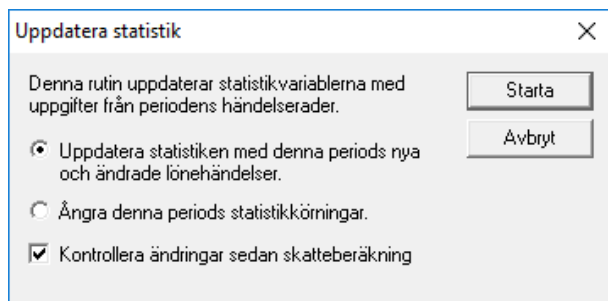 Uppdatera statistik
Denna rutin uppdaterar statistikvariablerna med
uppgifter från periodens händelserader.
Starta
Avbryt
Uppdatera statistiken med denna periods nya
och ändrade lönehändelser.
Ångra denna periods statistikkörningar.
Kontrollera ändringar sedan skatteberäkning